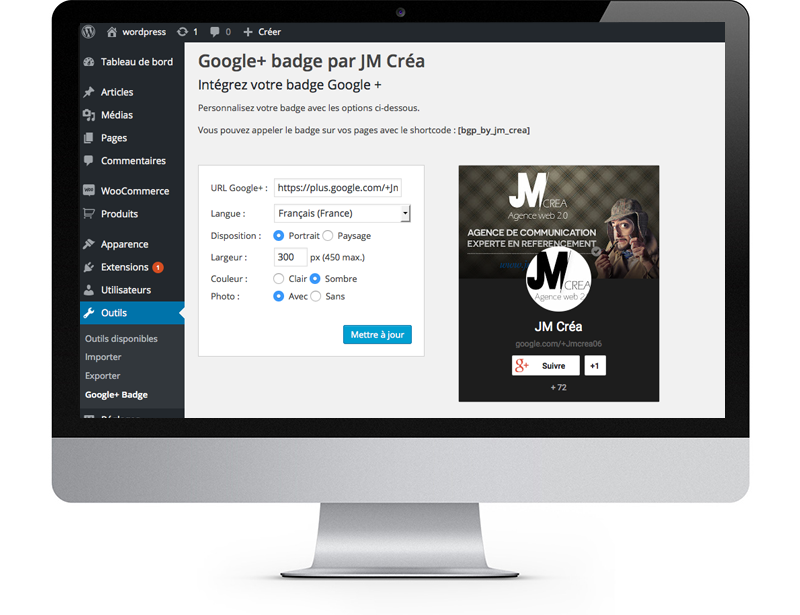 wordpress 1 0 + Créer
Tableau de bord
Articles
Médias
Pages
Commentaires
WooCommerce
Produits
Apparence
Extensions 1
Utilisateurs
Outils
Outils disponibles
Importer
Exporter
Google+ Badge
Google+ badge par JM Créa
Intégrez votre badge Google +
Personnalisez votre badge avec les options ci-dessous.
Vous pouvez appeler le badge sur vos pages avec le shortcode : [bgp_by_jm_crea]
URL Google+ : https://plus.google.com/+Jm
Langue : Français (France)
Disposition : Portrait Paysage
Largeur : 300 px (450 max.)
Couleur : Clair Sombre
Photo : Avec Sans
Mettre à jour
JM CREA
Agence web 2.0
AGENCE DE COMMUNICATION
EXPERTE EN REFERENCEMENT
JM CREA
Agence web 2
JM Créa
google.com/+Jmcrea06
g+ Suivre +1
+ 72